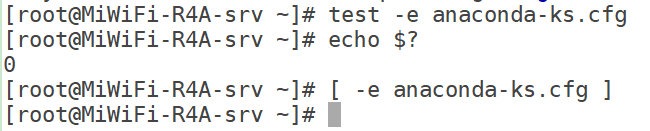 [root@MiWiFi-R4A-srv ~]# test -e anaconda-ks.cfg
[root@MiWiFi-R4A-srv ~]# echo $?
0
[root@MiWiFi-R4A-srv ~]# [ -e anaconda-ks.cfg ]
[root@MiWiFi-R4A-srv ~]#